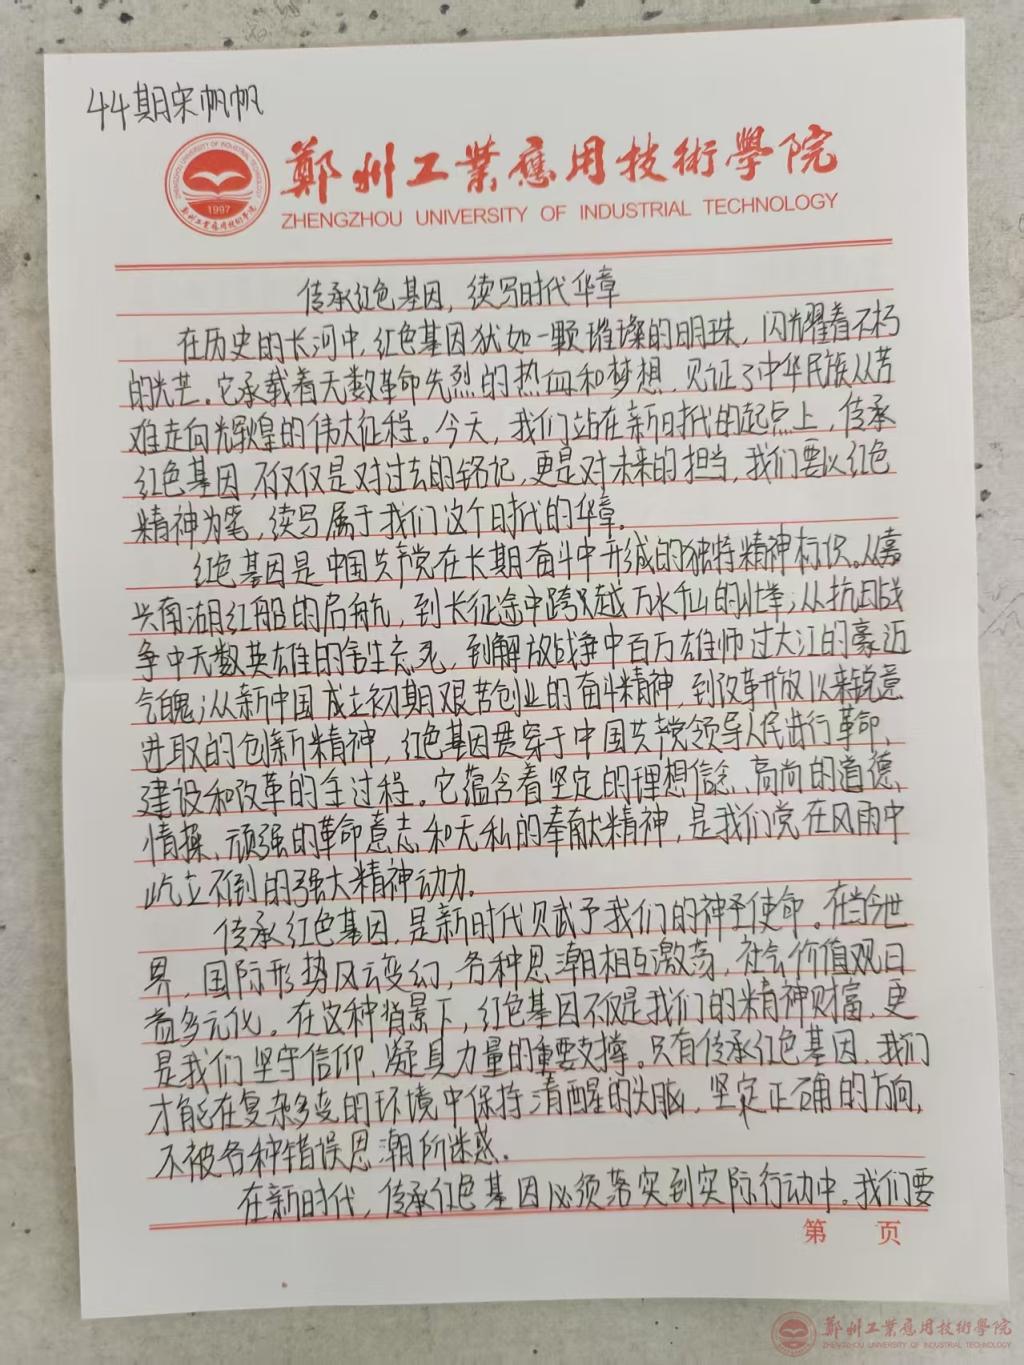 44期宋帆帆
鄭州工業應用技術學院
ZHENGZHOU UNIVERSITY OF INDUSTRIAL TECHNOLOGY
ZHENGZHOU UNIVERSITY OF INDUSTRIAL TECHNOLOGY
1997
郑州工业应用技术学院
传承红色基因，续写时代华章
在历史的长河中，红色基因犹如一颗璀璨的明珠，闪耀着不朽
的光芒。它承载着无数革命先烈的热血和梦想，见证了中华民族从苦
难走向光辉煌的伟大征程。今天，我们站在新时代的起点上，传承
红色基因不仅仅是对过去的铭记，更是对未来的担当，我们要以红色
精神为笔，续写属于我们这个时代的华章。
红色基因是中国共产党在长期奋斗中形成的独特精神标识。从嘉
兴南湖红船的启航，到长征途中跨越万水千山的壮举；从抗日战
争中无数英雄的舍生忘死，到解放战争中百万雄师过大江的豪迈
气魄；从新中国成立初期艰苦创业的奋斗精神，到改革开放以来锐意
进取的创新精神，红色基因贯穿于中国共产党领导人民进行革命、
建设和改革的全过程。它蕴含着坚定的理想信念、高尚的道德
情操、顽强的革命意志和无私的奉献精神，是我们党在风雨中
屹立不倒的强大精神动力。
传承红色基因，是新时代赋予我们的神圣使命。在当今世
界，国际形势风云变幻，各种思潮相互激荡，社会价值观日
益多元化。在这种背景下，红色基因不仅是我们的精神财富，更
是我们坚守信仰、凝具力量的重要支撑。只有传承红色基因，我们
才能在复杂多变的环境中保持清醒的头脑，坚定正确的方向，
不被各种错误思潮所迷惑。
在新时代，传承红色基因必须落实到实际行动中。我们要
第 页
鄭州工業應用技術學院
ZHENGZHOU UNIVERSITY OF INDUSTRIAL TECHNOLOGY